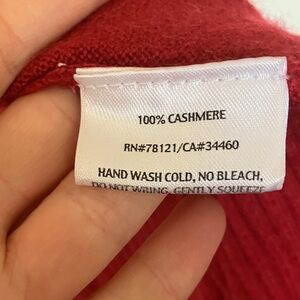 100% CASHMERE
RN#78121/CA#34460
HAND WASH COLD, NO BLEACH,
DO NOT WRING, GENTLY SQUEEZE